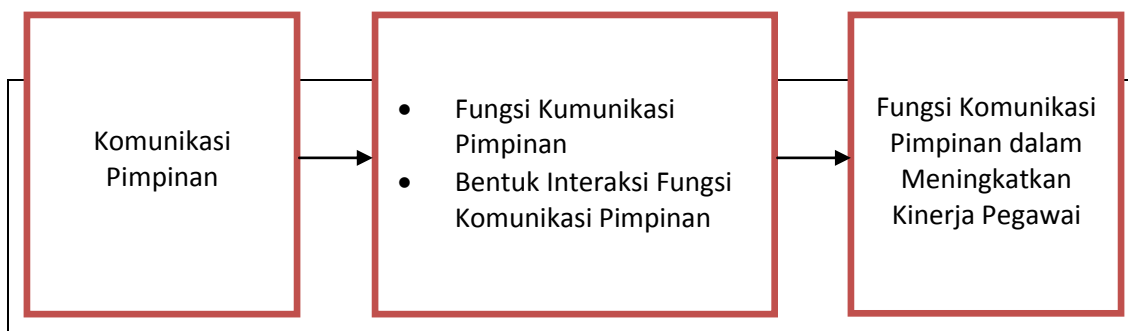 Komunikasi
Pimpinan
• Fungsi Kumunikasi
Pimpinan
• Bentuk Interaksi Fungsi
Komunikasi Pimpinan
Fungsi Komunikasi
Pimpinan dalam
Meningkatkan
Kinerja Pegawai